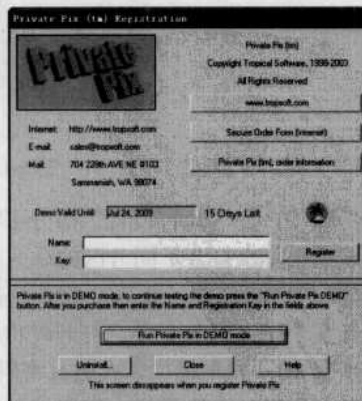 Private Pix (tm) Registration
Private Pix
Private Pix (tm)
Copyright Tropical Software, 1996-2003
All Rights Reserved
www.tropsoft.com
Internet: http://www.tropsoft.com
Secure Order Form (Internet)
E-mail: sales@tropsoft.com
Mail: 704 228th AVE NE #103
Private Pix (tm), order information
Sammamish, WA 98074
Demo Valid Until: Jul 24, 2009
15 Days Left
Name:
Key:
Register
Private Pix is in DEMO mode, to continue testing the demo press the "Run Private Pix DEMO"
button. After you purchase then enter the Name and Registration Key in the fields above.
Run Private Pix in DEMO mode
Uninstall...
Close
Help
This screen disappears when you register Private Pix